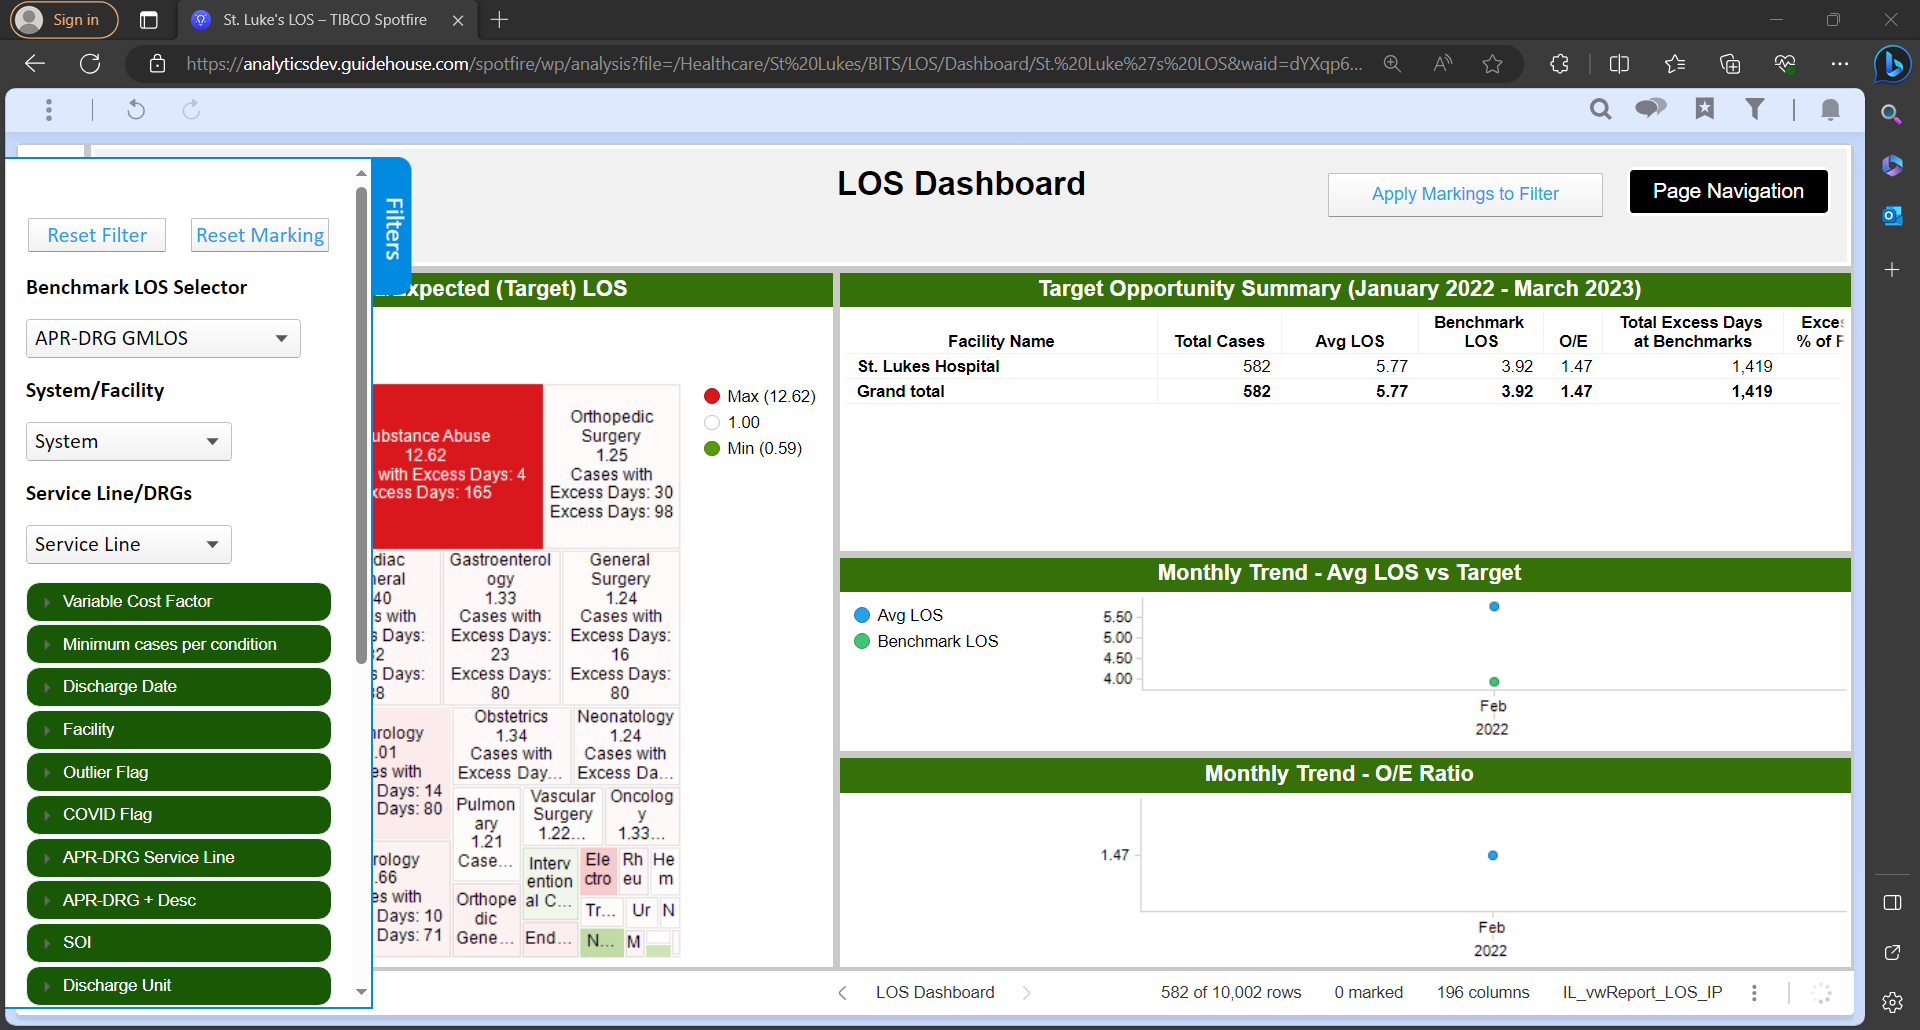 Sign in
St. Luke's LOS – TIBCO Spotfire
https://analyticsdev.guidehouse.com/spotfire/wp/analysis?file=/Healthcare/St%20Lukes/BITS/LOS/Dashboard/St.%20Luke%27s%20LOS&waid=dYXqp6...
LOS Dashboard
Apply Markings to Filter
Page Navigation
Filters
Reset Filter
Reset Marking
Benchmark LOS Selector
APR-DRG GMLOS
System/Facility
System
Service Line/DRGs
Service Line
Variable Cost Factor
Minimum cases per condition
Discharge Date
Facility
Outlier Flag
COVID Flag
APR-DRG Service Line
APR-DRG + Desc
SOI
Discharge Unit
Expected (Target) LOS
ubstance Abuse
12.62
with Excess Days: 4
xcess Days: 165
Orthopedic
Surgery
1.25
Cases with
Excess Days: 30
Excess Days: 98
Max (12.62)
1.00
Min (0.59)
diac
neral
40
s with
s Days:
2
s Days:
38
Gastroenterol
ogy
1.33
Cases with
Excess Days:
23
Excess Days:
80
General
Surgery
1.24
Cases with
Excess Days:
16
Excess Days:
80
rology
.01
es with
Days: 14
Days: 80
Obstetrics
1.34
Cases with
Excess Day...
Neonatology
1.24
Cases with
Excess Da...
Pulmon
ary
1.21
Case...
Vascular
Surgery
1.22...
Oncolog
y
1.33...
rology
.66
es with
Days: 10
Days: 71
Orthope
dic
Gene...
Interv
ention
al C...
Ele
ctro
Rh
eu
He
m
Tr...
Ur
N
End...
N...
M
Target Opportunity Summary (January 2022 - March 2023)
Facility Name
Total Cases
Avg LOS
Benchmark
LOS
O/E
Total Excess Days
at Benchmarks
Exces
% of P
St. Lukes Hospital 582 5.77 3.92 1.47 1,419
Grand total 582 5.77 3.92 1.47 1,419
Monthly Trend - Avg LOS vs Target
Avg LOS
Benchmark LOS
5.50
5.00
4.50
4.00
Feb
2022
Monthly Trend - O/E Ratio
1.47
Feb
2022
LOS Dashboard
582 of 10,002 rows
0 marked
196 columns
IL_vwReport_LOS_IP